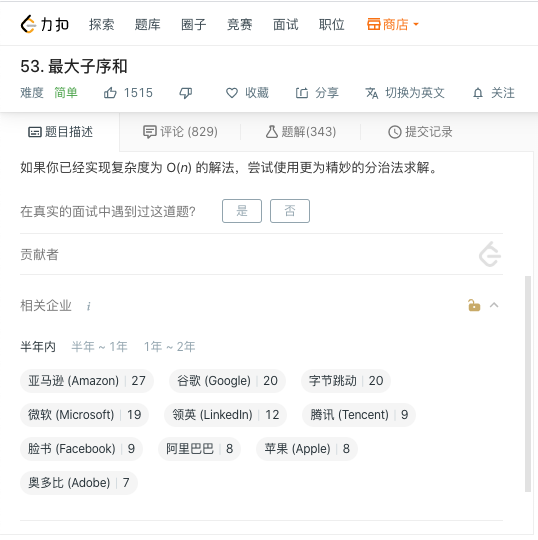 力扣 探索 题库 圈子 竞赛 面试 职位 商店
53. 最大子序和
难度 简单 1515 收藏 分享 切换为英文 关注
题目描述 评论 (829) 题解(343) 提交记录
如果你已经实现复杂度为 O(n) 的解法，尝试使用更为精妙的分治法求解。
在真实的面试中遇到过这道题? 是 否
贡献者
相关企业 i
半年内 半年 ~ 1年 1年 ~ 2年
亚马逊 (Amazon) | 27 谷歌 (Google) | 20 字节跳动 | 20
微软 (Microsoft) | 19 领英 (LinkedIn) | 12 腾讯 (Tencent) | 9
脸书 (Facebook) | 9 阿里巴巴 | 8 苹果 (Apple) | 8
奥多比 (Adobe) | 7